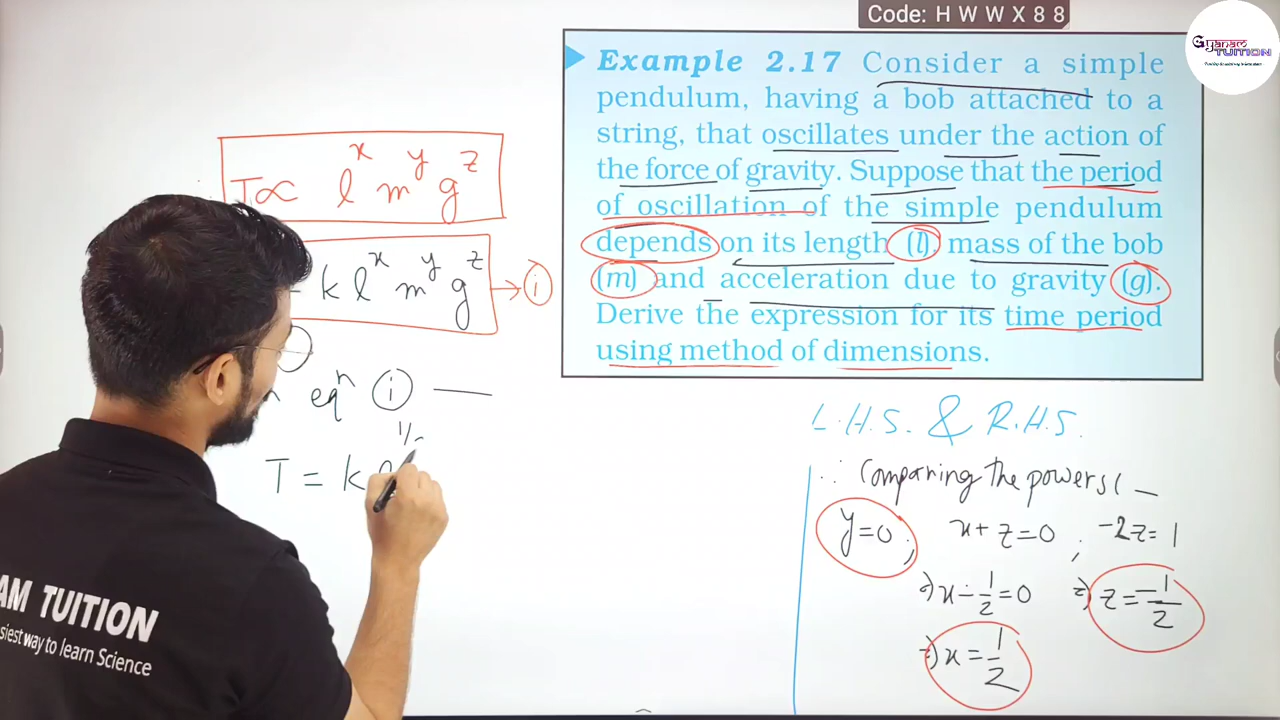 Code: H W W X 8 8
Gyanam
TUITION
Example 2.17 Consider a simple
pendulum, having a bob attached to a
string, that oscillates under the action of
the force of gravity. Suppose that the period
of oscillation of the simple pendulum
depends on its length (l), mass of the bob
(m) and acceleration due to gravity (g).
Derive the expression for its time period
using method of dimensions.
T∝ l^x m^y g^z
k l^x m^y g^z → i
eqⁿ i —
T = k
L.H.S. & R.H.S.
∴ Comparing the powers( —
y=0 ; x+z=0 ; -2z=1
⇒ x-1/2=0 ⇒ z=-1/2
⇒ x=1/2
AM TUITION
siest way to learn Science